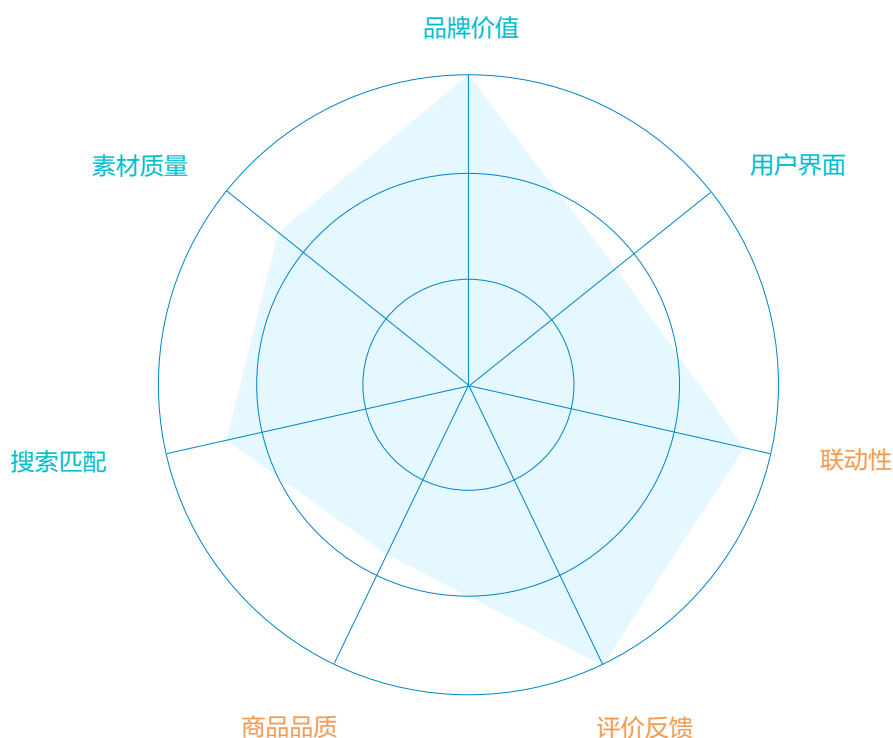 品牌价值
素材质量
用户界面
搜索匹配
联动性
商品品质
评价反馈